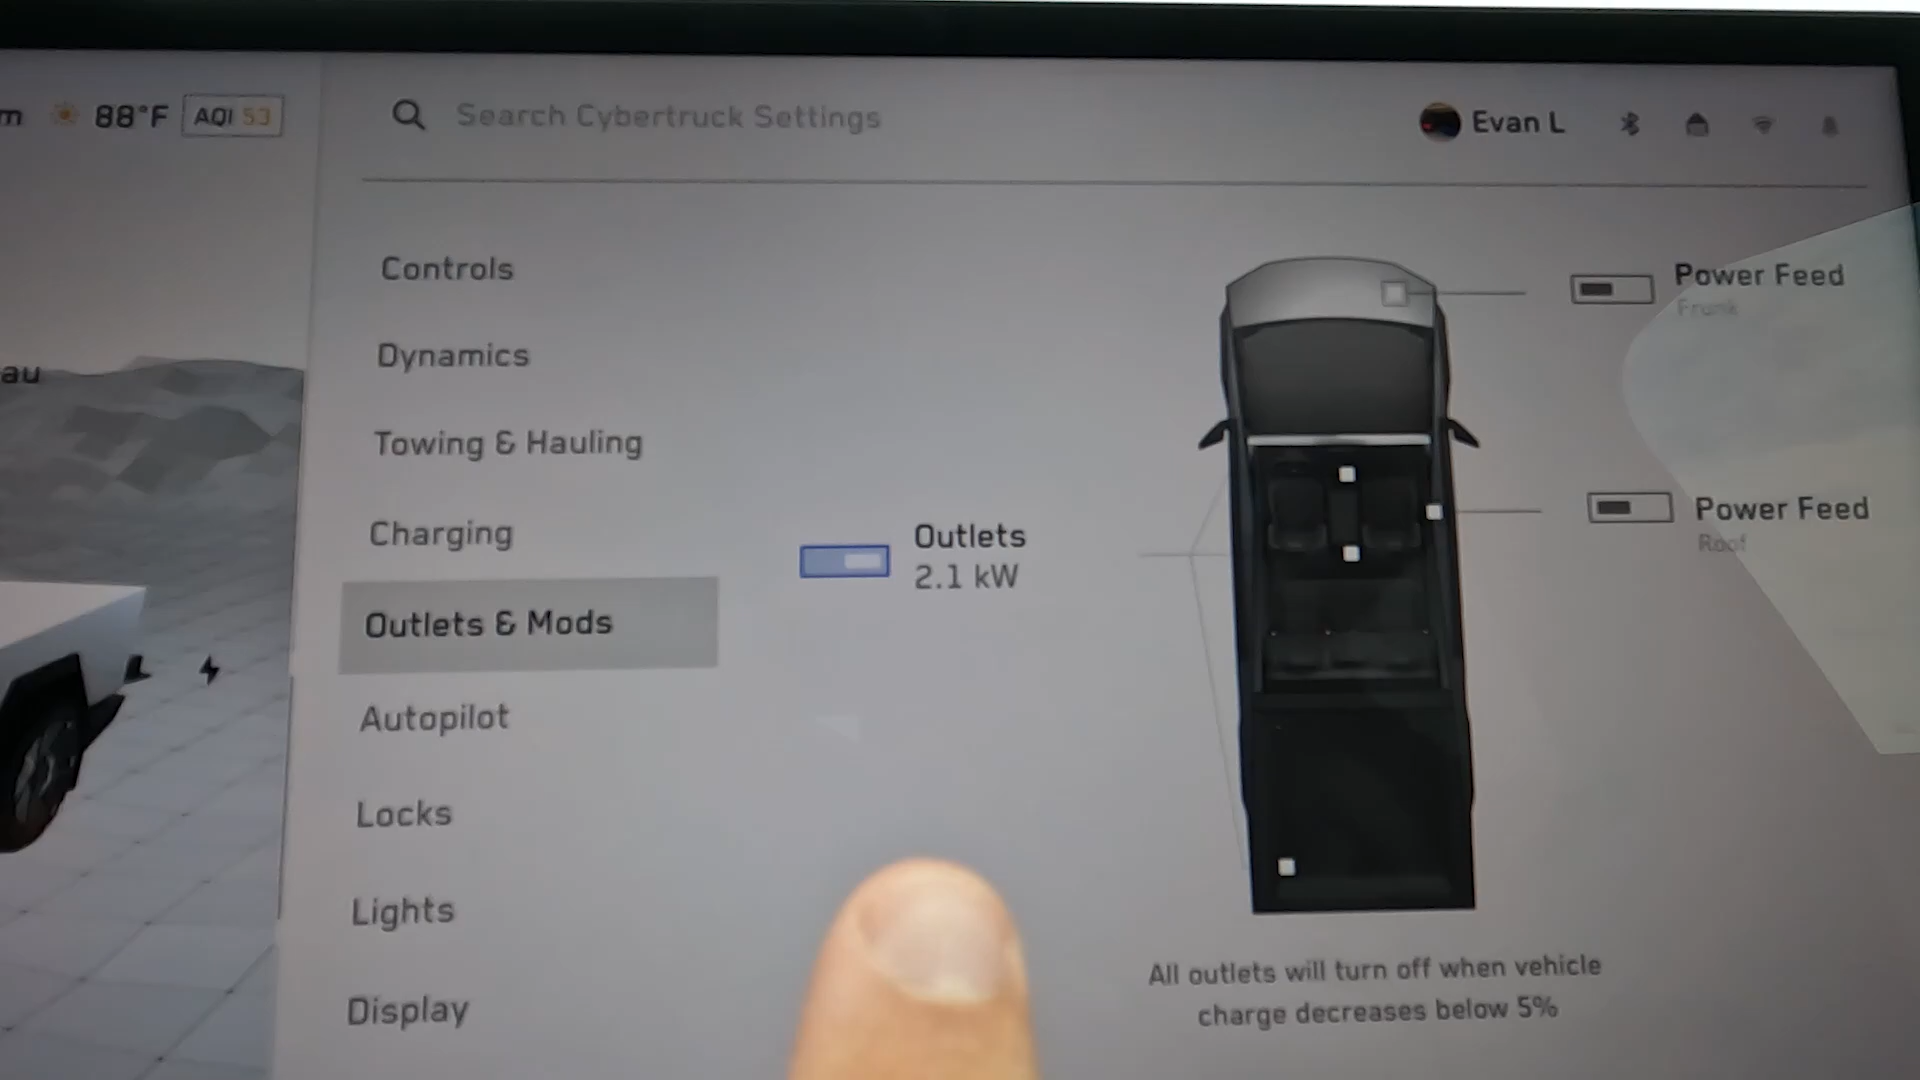 m 88°F AQI 53
Search Cybertruck Settings
Evan L
au
Controls
Dynamics
Towing & Hauling
Charging
Outlets & Mods
Autopilot
Locks
Lights
Display
Outlets
2.1 kW
Power Feed
Frunk
Power Feed
Roof
All outlets will turn off when vehicle
charge decreases below 5%